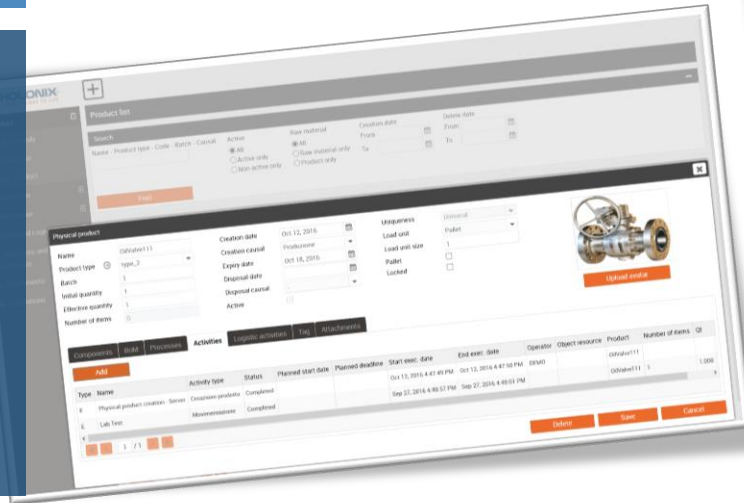 HOLONIX
Product list
Search
Name - Product type - Code - Batch - Causal
Active
All
Active only
Non active only
Raw material
All
Raw material only
Product only
Creation date
From
To
Delete date
From
To
Find
Physical product
Name OilValve111
Product type type_2
Batch 1
Initial quantity 1
Effective quantity 1
Number of items 0
Creation date Oct 12, 2016
Creation causal Produzione
Expiry date Oct 18, 2016
Disposal date
Disposal causal
Active
Uniqueness Univocal
Load unit Pallet
Load unit size 1
Pallet
Locked
Upload avatar
Components BoM Processes Activities Logistic activities Tag Attachments
Add
Type Name Activity type Status Planned start date Planned deadline Start exec. date End exec. date Operator Object resource Product Number of items Qt
E Physical product creation - Server Creazione prodotto Completed Oct 12, 2016 4:47:49 PM Oct 12, 2016 4:47:50 PM DEMO OilValve111
E Lab Test Movimentazione Completed Sep 27, 2016 4:48:57 PM Sep 27, 2016 4:49:01 PM OilValve111 1 1.000
1 / 1
Delete Save Cancel